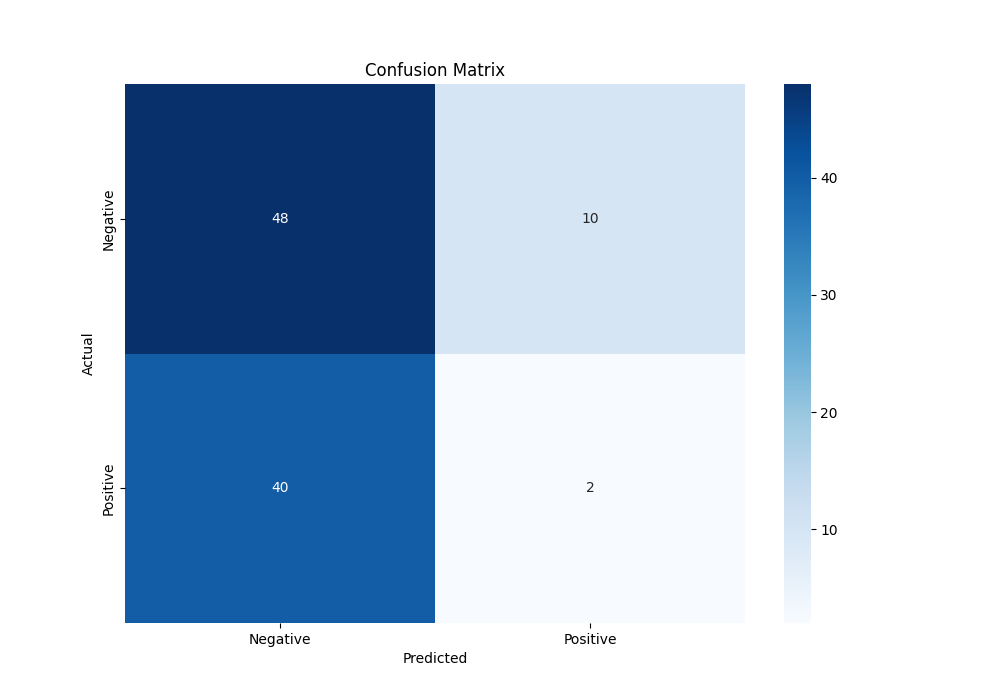 Confusion Matrix
Actual
Negative
48
10
Positive
40
2
Negative
Positive
Predicted
40
30
20
10